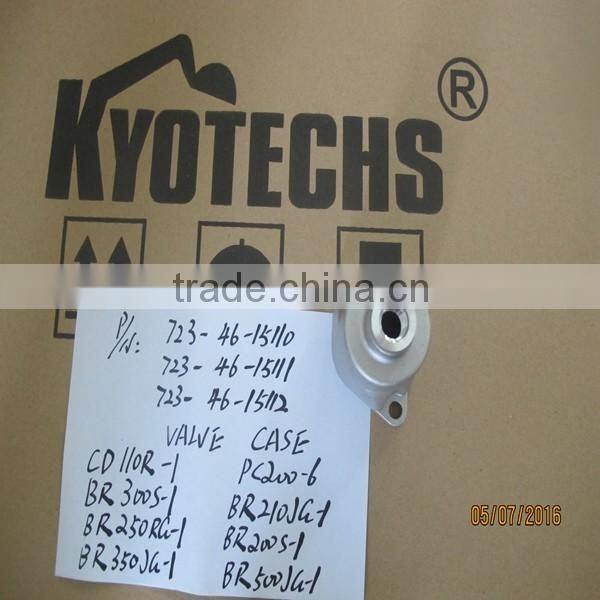 KYOTECHS ®
trade.china.cn
P/N: 723-46-15110
723-46-15111
723-46-15112
VALVE CASE
CD110R-1 PC200-6
BR300S-1 BR210JG-1
BR250RG-1 BR200S-1
BR350JG-1 BR500JG-1
05/07/2016